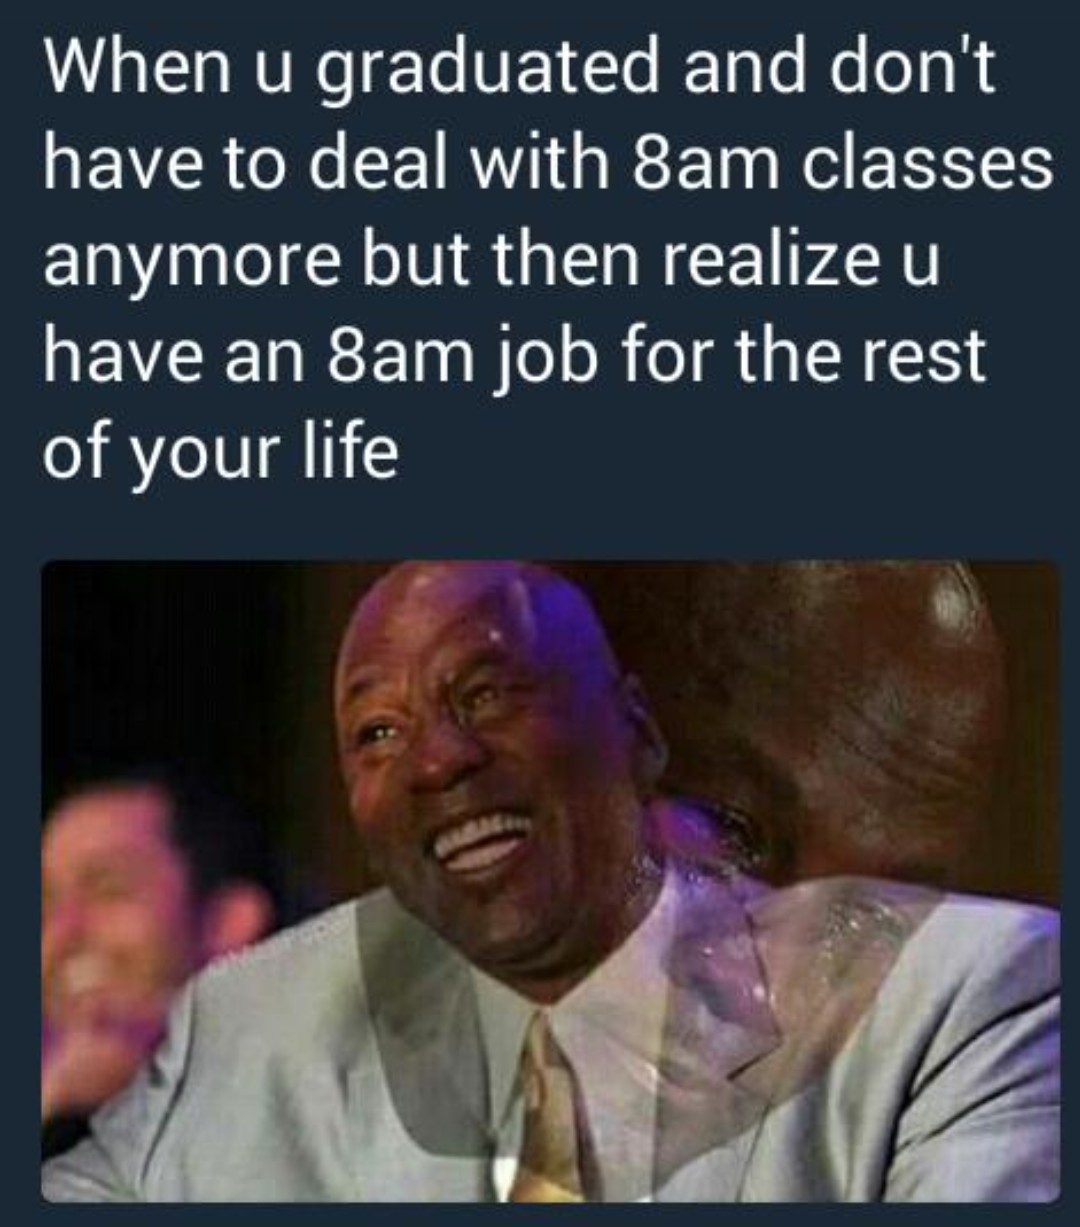 When u graduated and don't
have to deal with 8am classes
anymore but then realize u
have an 8am job for the rest
of your life